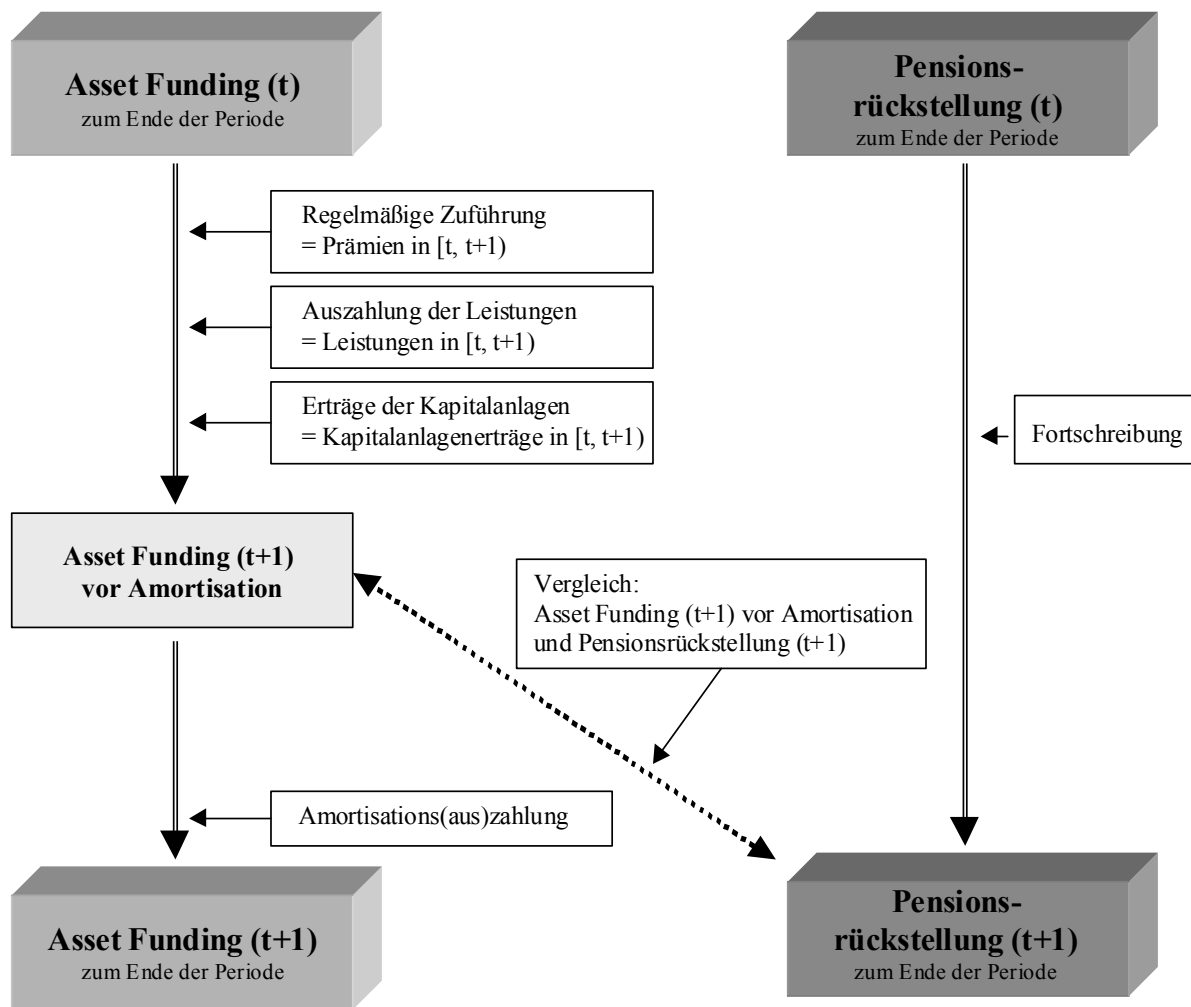 Asset Funding (t)
zum Ende der Periode
Pensions-
rückstellung (t)
zum Ende der Periode
Regelmäßige Zuführung
= Prämien in [t, t+1)
Auszahlung der Leistungen
= Leistungen in [t, t+1)
Erträge der Kapitalanlagen
= Kapitalanlagenerträge in [t, t+1)
Fortschreibung
Asset Funding (t+1)
vor Amortisation
Vergleich:
Asset Funding (t+1) vor Amortisation
und Pensionsrückstellung (t+1)
Amortisations(aus)zahlung
Asset Funding (t+1)
zum Ende der Periode
Pensions-
rückstellung (t+1)
zum Ende der Periode